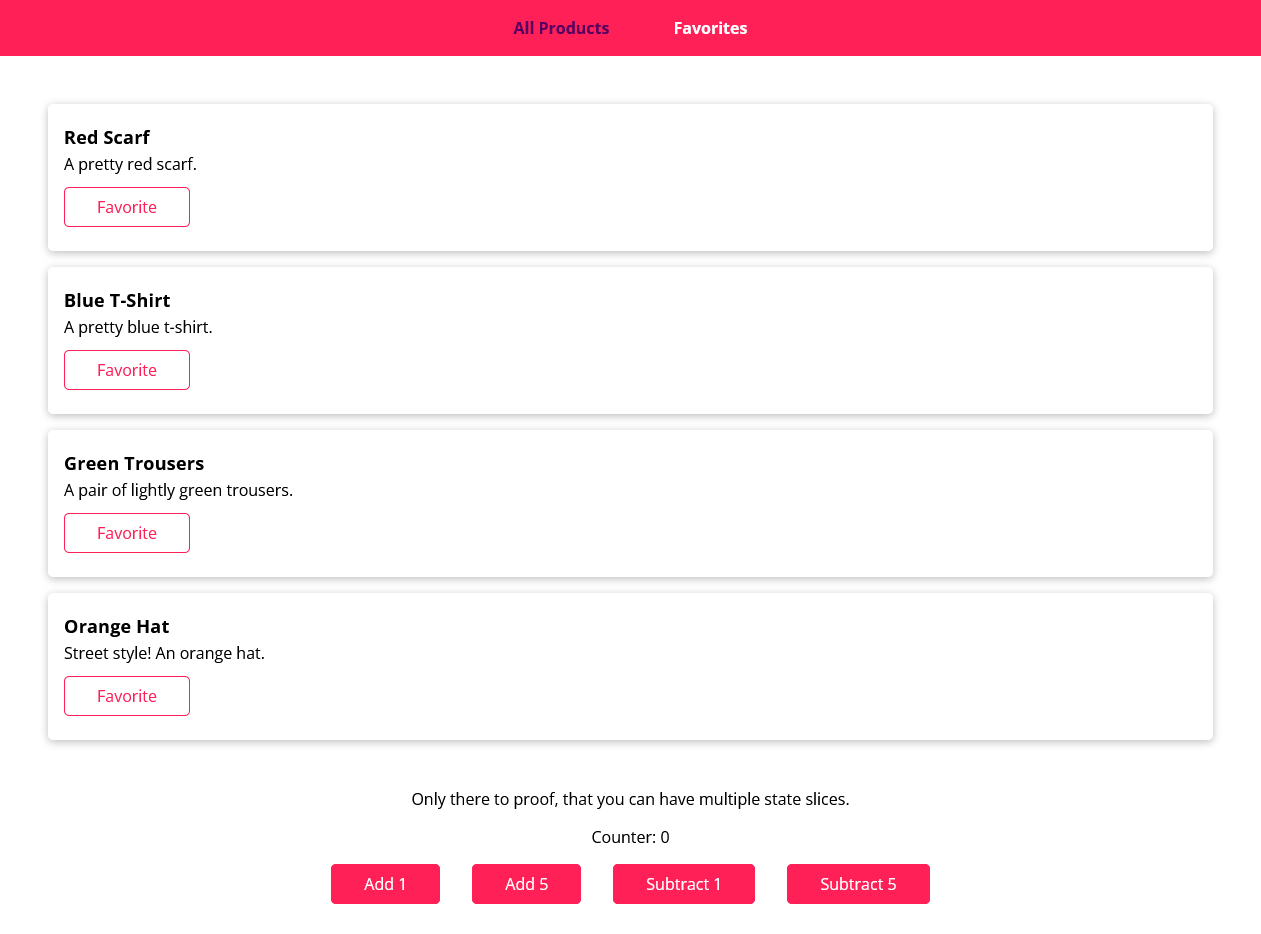 All Products Favorites
Red Scarf
A pretty red scarf.
Favorite
Blue T-Shirt
A pretty blue t-shirt.
Favorite
Green Trousers
A pair of lightly green trousers.
Favorite
Orange Hat
Street style! An orange hat.
Favorite
Only there to proof, that you can have multiple state slices.
Counter: 0
Add 1 Add 5 Subtract 1 Subtract 5